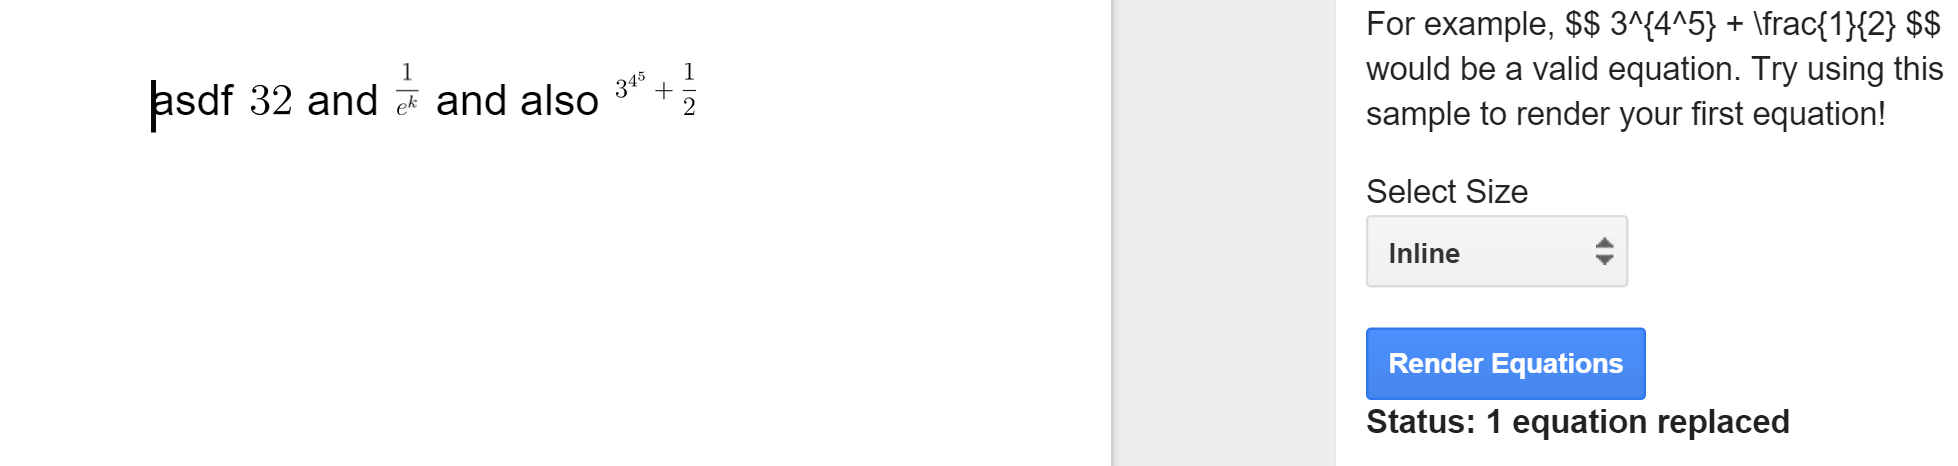 asdf 32 and \frac{1}{e^k} and also 3^{4^5} + \frac{1}{2}
For example, $$ 3^{4^5} + \frac{1}{2} $$
would be a valid equation. Try using this
sample to render your first equation!
Select Size
Inline
Render Equations
Status: 1 equation replaced